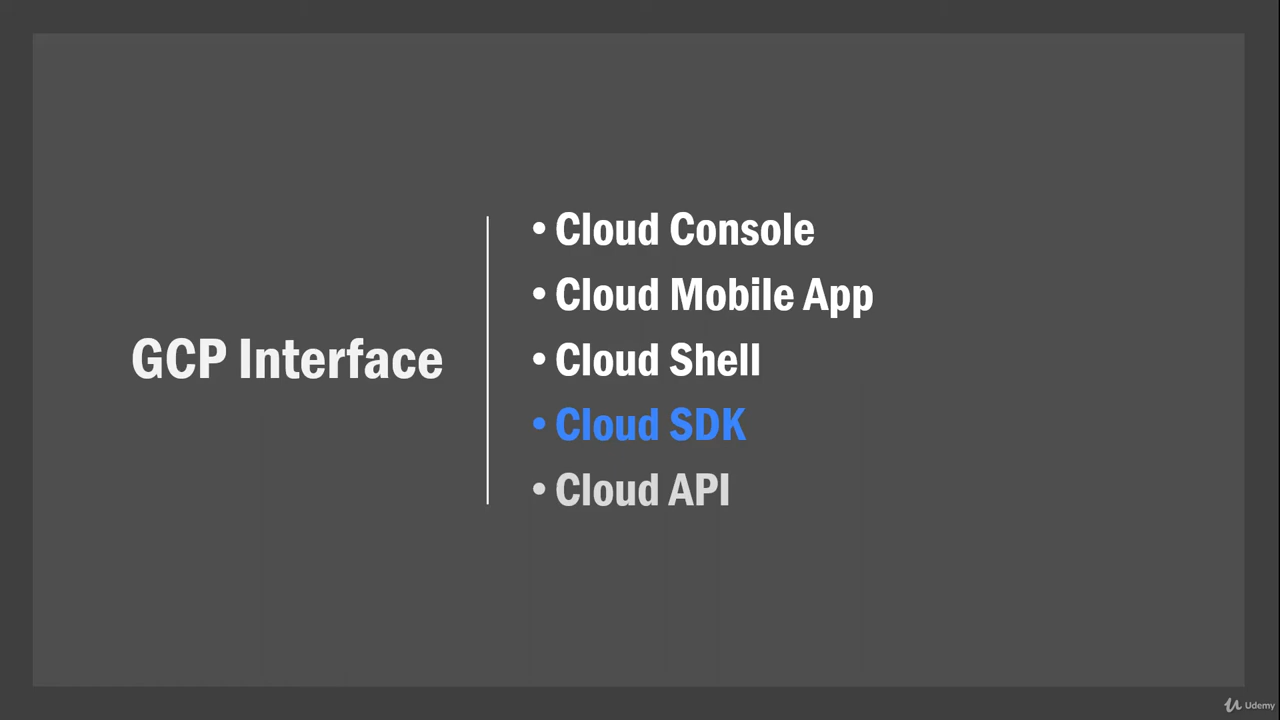 GCP Interface
• Cloud Console
• Cloud Mobile App
• Cloud Shell
• Cloud SDK
• Cloud API
Udemy